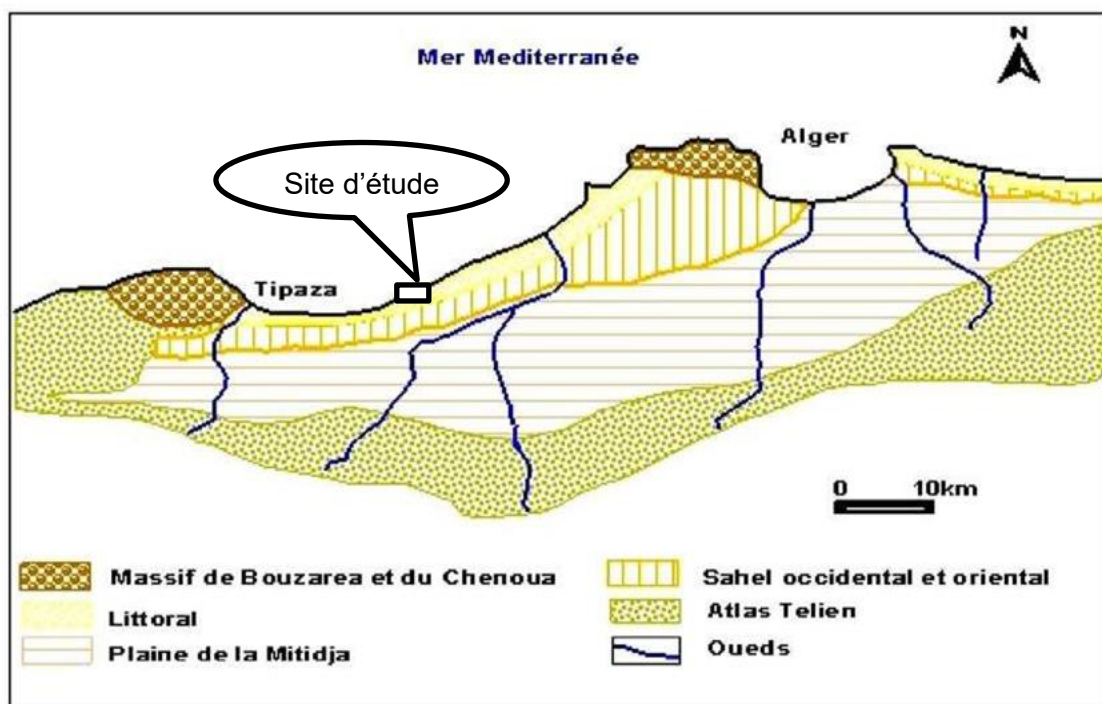 Mer Mediterranée
N
Alger
Site d'étude
Tipaza
0 10km
Massif de Bouzarea et du Chenoua
Littoral
Plaine de la Mitidja
Sahel occidental et oriental
Atlas Telien
Oueds